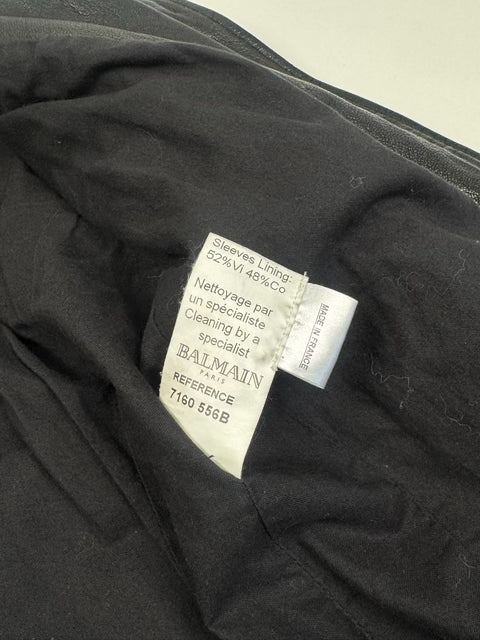 Sleeves Lining:
52%Vi 48%Co
Nettoyage par
un spécialiste
Cleaning by a
specialist
BALMAIN
PARIS
REFERENCE
7160 556B
MADE IN FRANCE